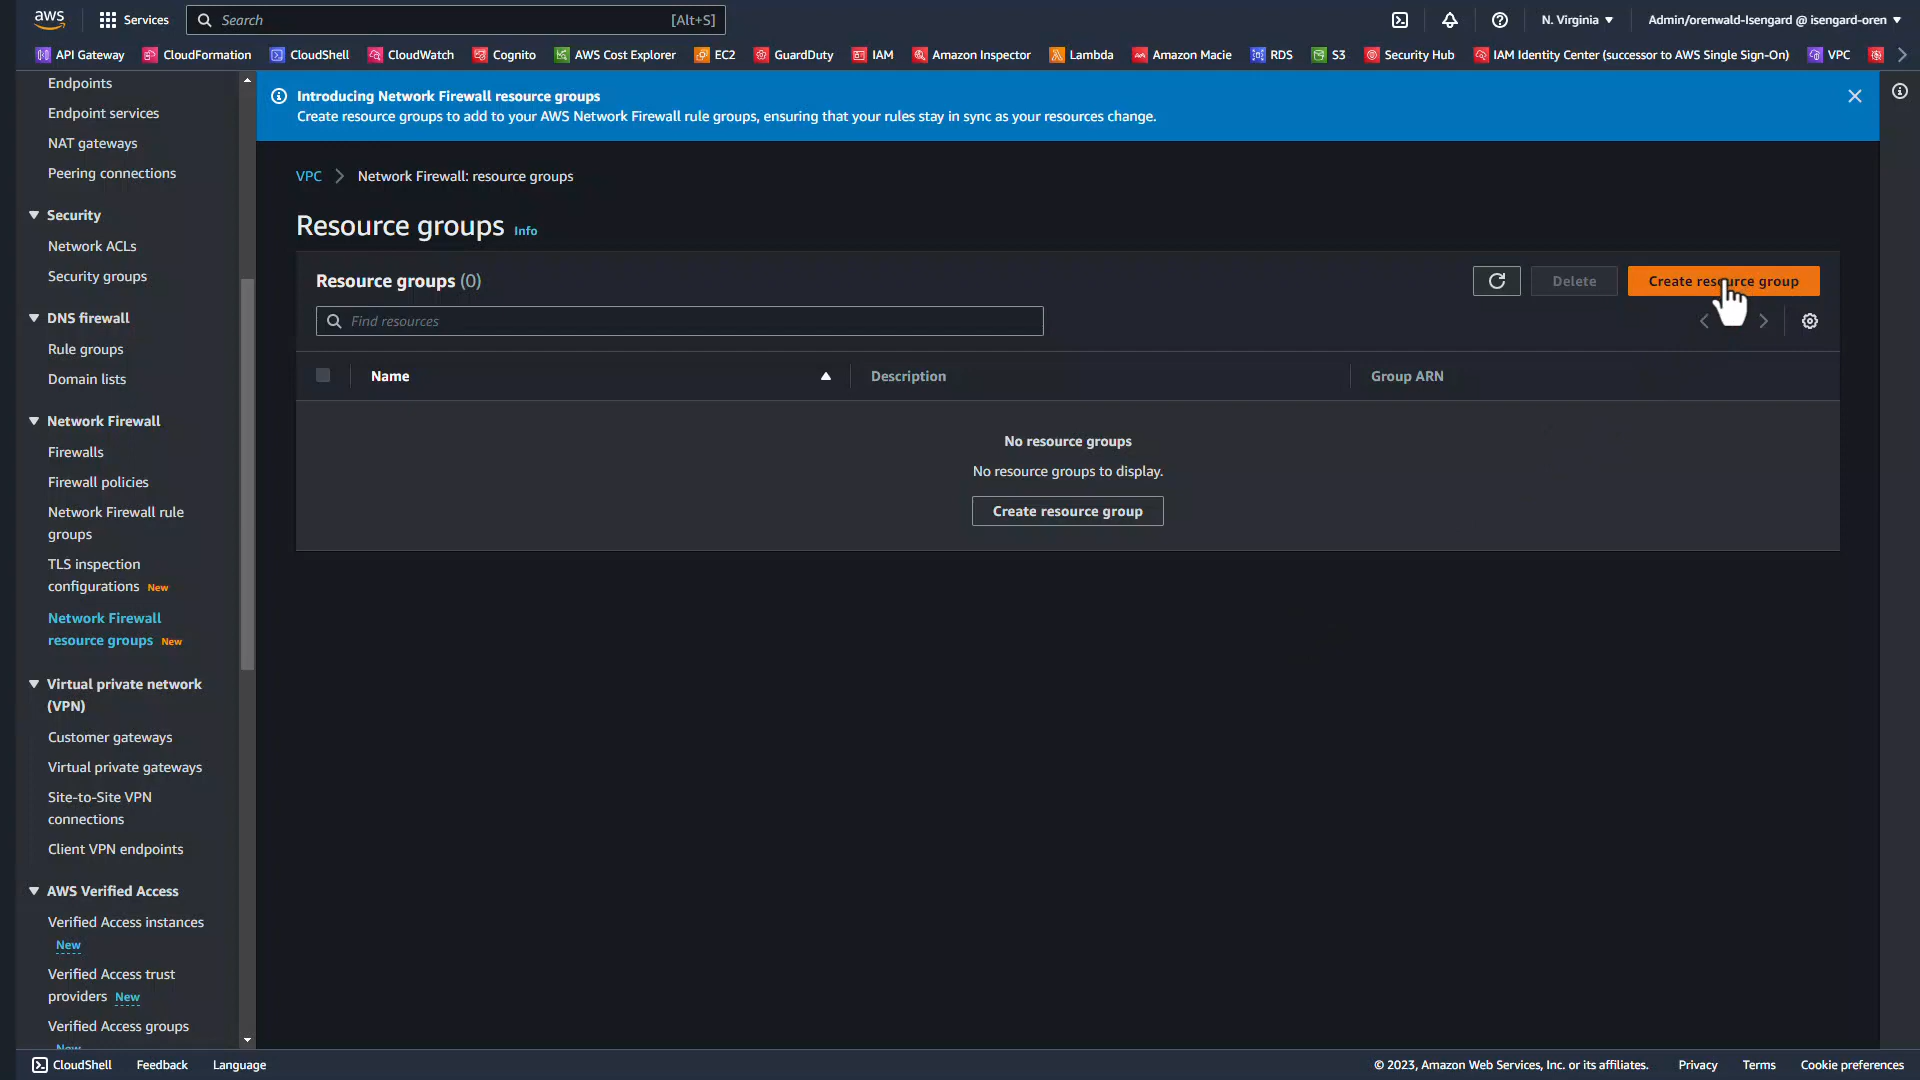 aws
Services
Search
[Alt+S]
N. Virginia
Admin/orenwald-Isengard @ isengard-oren
API Gateway
CloudFormation
CloudShell
CloudWatch
Cognito
AWS Cost Explorer
EC2
GuardDuty
IAM
Amazon Inspector
Lambda
Amazon Macie
RDS
S3
Security Hub
IAM Identity Center (successor to AWS Single Sign-On)
VPC
Endpoints
Endpoint services
NAT gateways
Peering connections
Security
Network ACLs
Security groups
DNS firewall
Rule groups
Domain lists
Network Firewall
Firewalls
Firewall policies
Network Firewall rule
groups
TLS inspection
configurations New
Network Firewall
resource groups New
Virtual private network
(VPN)
Customer gateways
Virtual private gateways
Site-to-Site VPN
connections
Client VPN endpoints
AWS Verified Access
Verified Access instances
New
Verified Access trust
providers New
Verified Access groups
New
Introducing Network Firewall resource groups
Create resource groups to add to your AWS Network Firewall rule groups, ensuring that your rules stay in sync as your resources change.
VPC
Network Firewall: resource groups
Resource groups Info
Resource groups (0)
Delete
Create resource group
Find resources
Name
Description
Group ARN
No resource groups
No resource groups to display.
Create resource group
CloudShell
Feedback
Language
© 2023, Amazon Web Services, Inc. or its affiliates.
Privacy
Terms
Cookie preferences